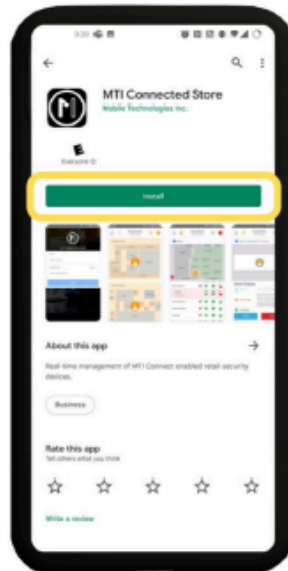 MTI Connected Store
Mobile Technologies Inc.
Everyone
Install
About this app
Real-time management of MTI Connect enabled retail security
devices.
Business
Rate this app
Tell others what you think
Write a review